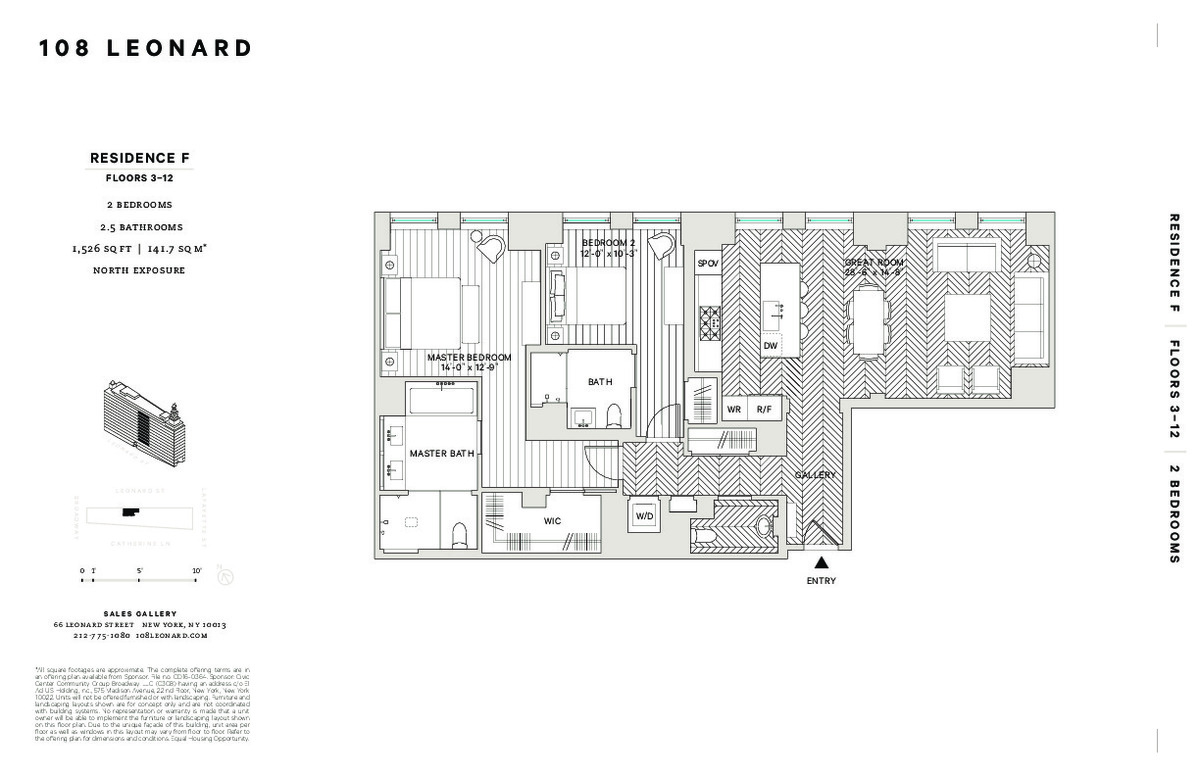 108 LEONARD
RESIDENCE F
FLOORS 3–12
2 BEDROOMS
2.5 BATHROOMS
1,526 SQ FT | 141.7 SQ M*
NORTH EXPOSURE
LEONARD ST
BROADWAY
LAFAYETTE ST
CATHERINE LN
0 1' 5' 10'
N
SALES GALLERY
66 LEONARD STREET NEW YORK, NY 10013
212-775-1080 108LEONARD.COM
*All square footages are approximate. The complete offering terms are in
an offering plan available from Sponsor. File no. CD16-0364. Sponsor: Civic
Center Community Group Broadway LLC (CCGB) having an address c/o El
Ad US Holding, Inc., 575 Madison Avenue, 22nd Floor, New York, New York
10022. Units will not be offered furnished or with landscaping. Furniture and
landscaping layouts shown are for concept only and are not coordinated
with building systems. No representation or warranty is made that a unit
owner will be able to implement the furniture or landscaping layout shown
on this floor plan. Due to the unique façade of this building, unit area per
floor as well as windows in this layout may vary from floor to floor. Refer to
the offering plan for dimensions and conditions. Equal Housing Opportunity.
BEDROOM 2
12'-0" x 10'-3"
SPOV
GREAT ROOM
28'-6" x 14'-8"
DW
MASTER BEDROOM
14'-0" x 12'-9"
BATH
WR
R/F
MASTER BATH
GALLERY
WIC
W/D
ENTRY
RESIDENCE F
FLOORS 3–12
2 BEDROOMS